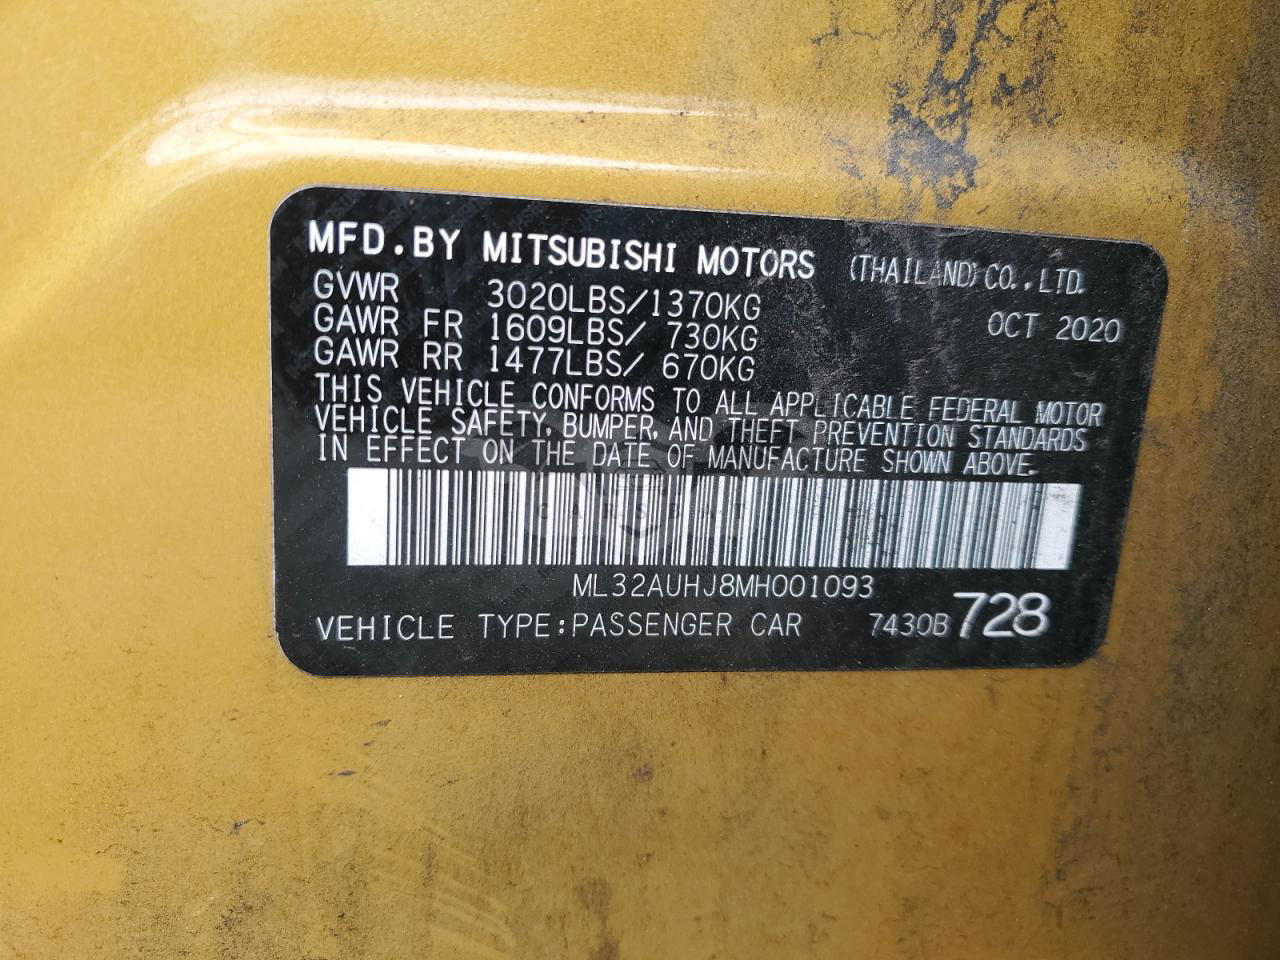 MFD.BY MITSUBISHI MOTORS (THAILAND) CO.,LTD.
GVWR 3020LBS/1370KG OCT 2020
GAWR FR 1609LBS/ 730KG
GAWR RR 1477LBS/ 670KG
THIS VEHICLE CONFORMS TO ALL APPLICABLE FEDERAL MOTOR
VEHICLE SAFETY, BUMPER, AND THEFT PREVENTION STANDARDS
IN EFFECT ON THE DATE OF MANUFACTURE SHOWN ABOVE.
CARSBAT
ML32AUHJ8MH001093
VEHICLE TYPE:PASSENGER CAR 7430B 728